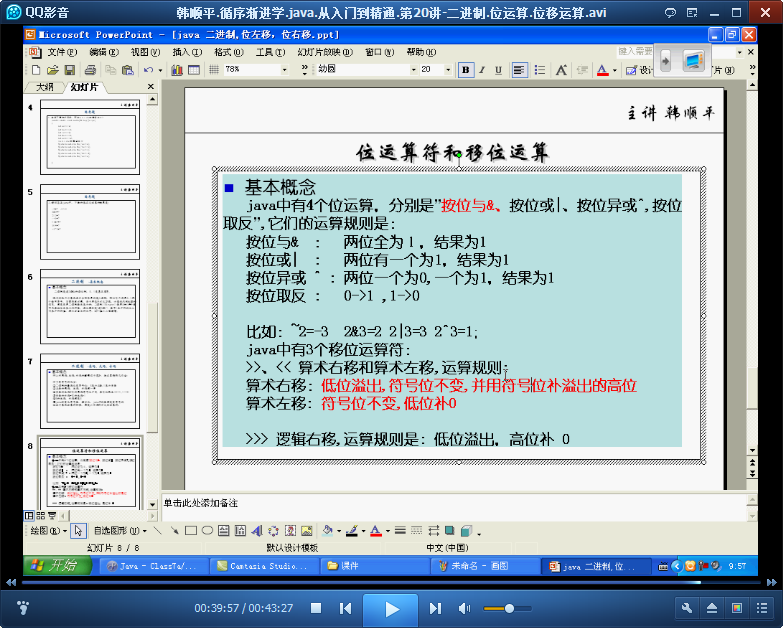 QQ影音
韩顺平.循序渐进学.java.从入门到精通.第20讲-二进制.位运算.位移运算.avi
Microsoft PowerPoint - [java 二进制,位左移，位右移.ppt]
文件(F) 编辑(E) 视图(V) 插入(I) 格式(O) 工具(T) 幻灯片放映(D) 窗口(W) 帮助(H) 键入需要
78% 幼圆 20 B I U A A 设计
大纲 幻灯片
4
5
6
7
8
主讲 韩顺平
位运算符和移位运算
基本概念
java中有4个位运算，分别是"按位与&、按位或|、按位异或^,按位
取反",它们的运算规则是:
按位与& ： 两位全为１，结果为1
按位或| ： 两位有一个为1，结果为1
按位异或 ^ ：两位一个为0,一个为1，结果为1
按位取反 ： 0->1 ,1->0
比如:~2=-3 2&3=2 2|3=3 2^3=1;
java中有3个移位运算符:
>>、<< 算术右移和算术左移,运算规则:
算术右移:低位溢出,符号位不变,并用符号位补溢出的高位
算术左移:符号位不变,低位补0
>>> 逻辑右移,运算规则是: 低位溢出，高位补 0
单击此处添加备注
绘图(R) 自选图形(U)
幻灯片 8 / 8 默认设计模板 中文(中国)
开始 Java - ClassTa/... Camtasia Studio... 课件 未命名 - 画图 java 二进制,位... 9:57
00:39:57 / 00:43:27